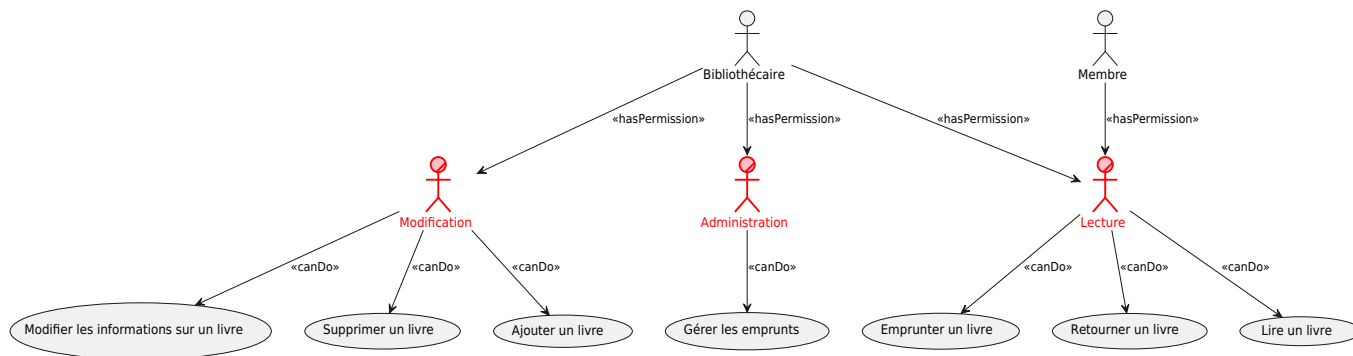 Bibliothécaire
Membre
«hasPermission»
«hasPermission»
«hasPermission»
«hasPermission»
Modification
Administration
Lecture
«canDo»
«canDo»
«canDo»
«canDo»
«canDo»
«canDo»
«canDo»
Modifier les informations sur un livre
Supprimer un livre
Ajouter un livre
Gérer les emprunts
Emprunter un livre
Retourner un livre
Lire un livre